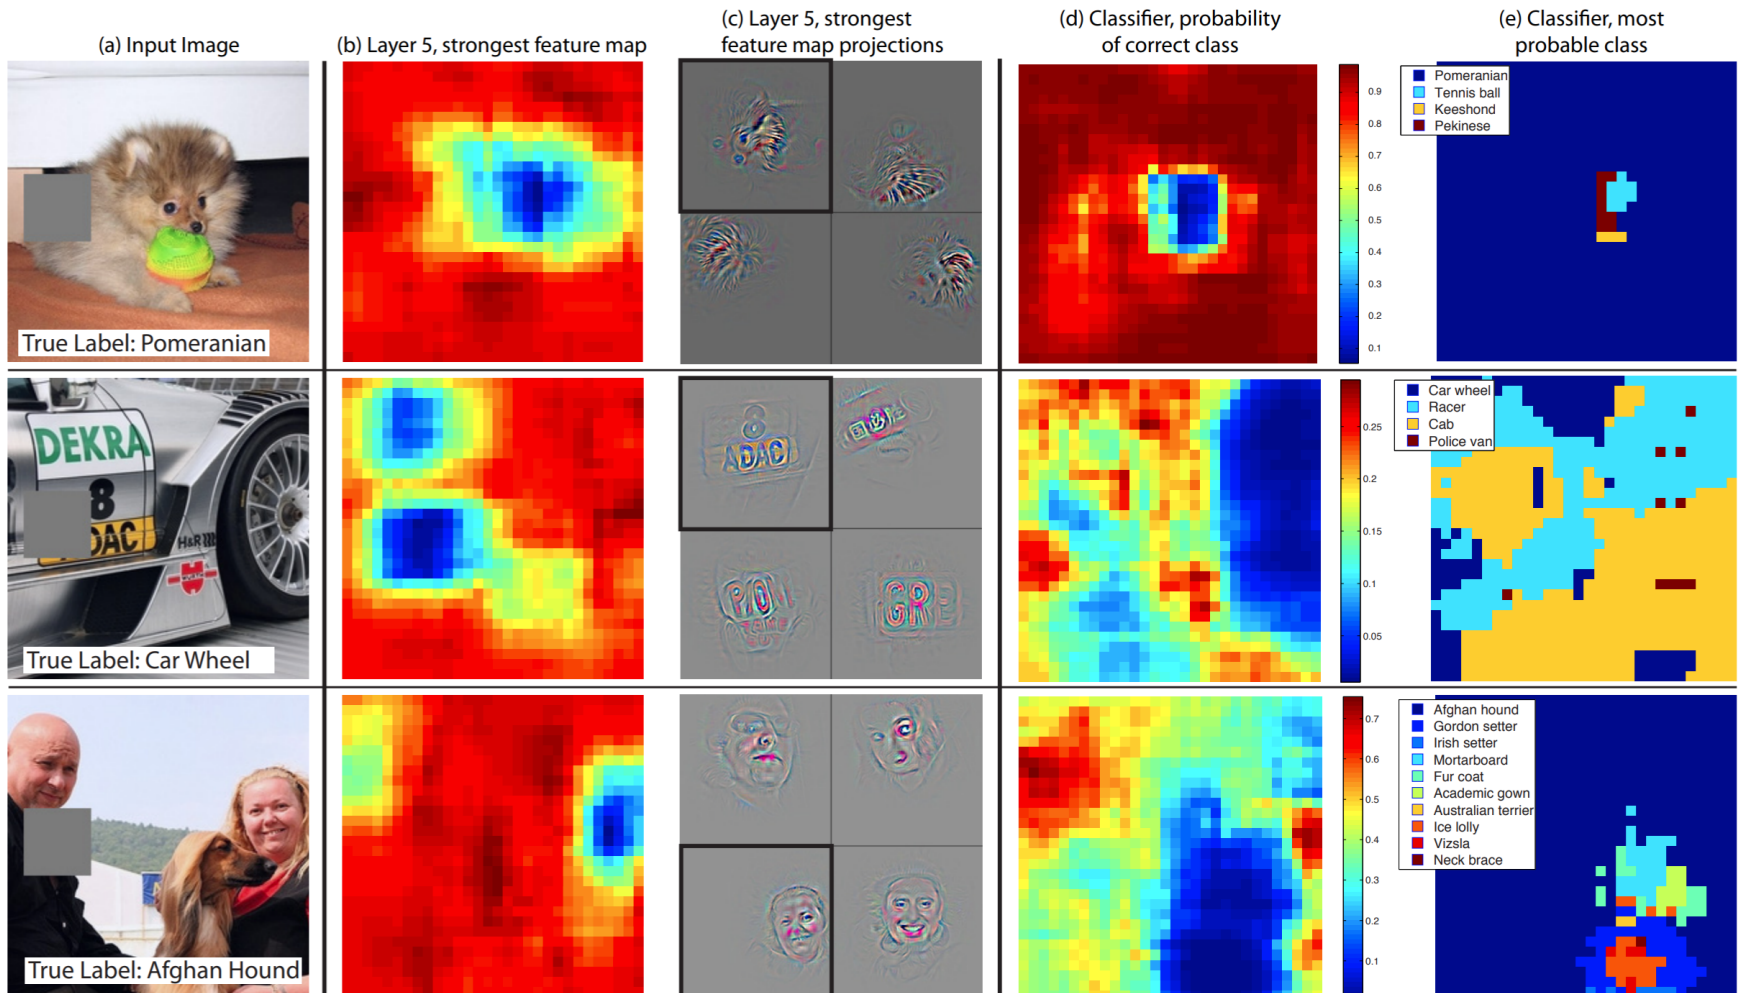 (a) Input Image
(b) Layer 5, strongest feature map
(c) Layer 5, strongest
feature map projections
(d) Classifier, probability
of correct class
(e) Classifier, most
probable class
True Label: Pomeranian
0.9
0.8
0.7
0.6
0.5
0.4
0.3
0.2
0.1
Pomeranian
Tennis ball
Keeshond
Pekinese
DEKRA
8
ADAC
H&R
True Label: Car Wheel
8
ADAC
GRE
0.25
0.2
0.15
0.1
0.05
Car wheel
Racer
Cab
Police van
True Label: Afghan Hound
0.7
0.6
0.5
0.4
0.3
0.2
0.1
Afghan hound
Gordon setter
Irish setter
Mortarboard
Fur coat
Academic gown
Australian terrier
Ice lolly
Vizsla
Neck brace